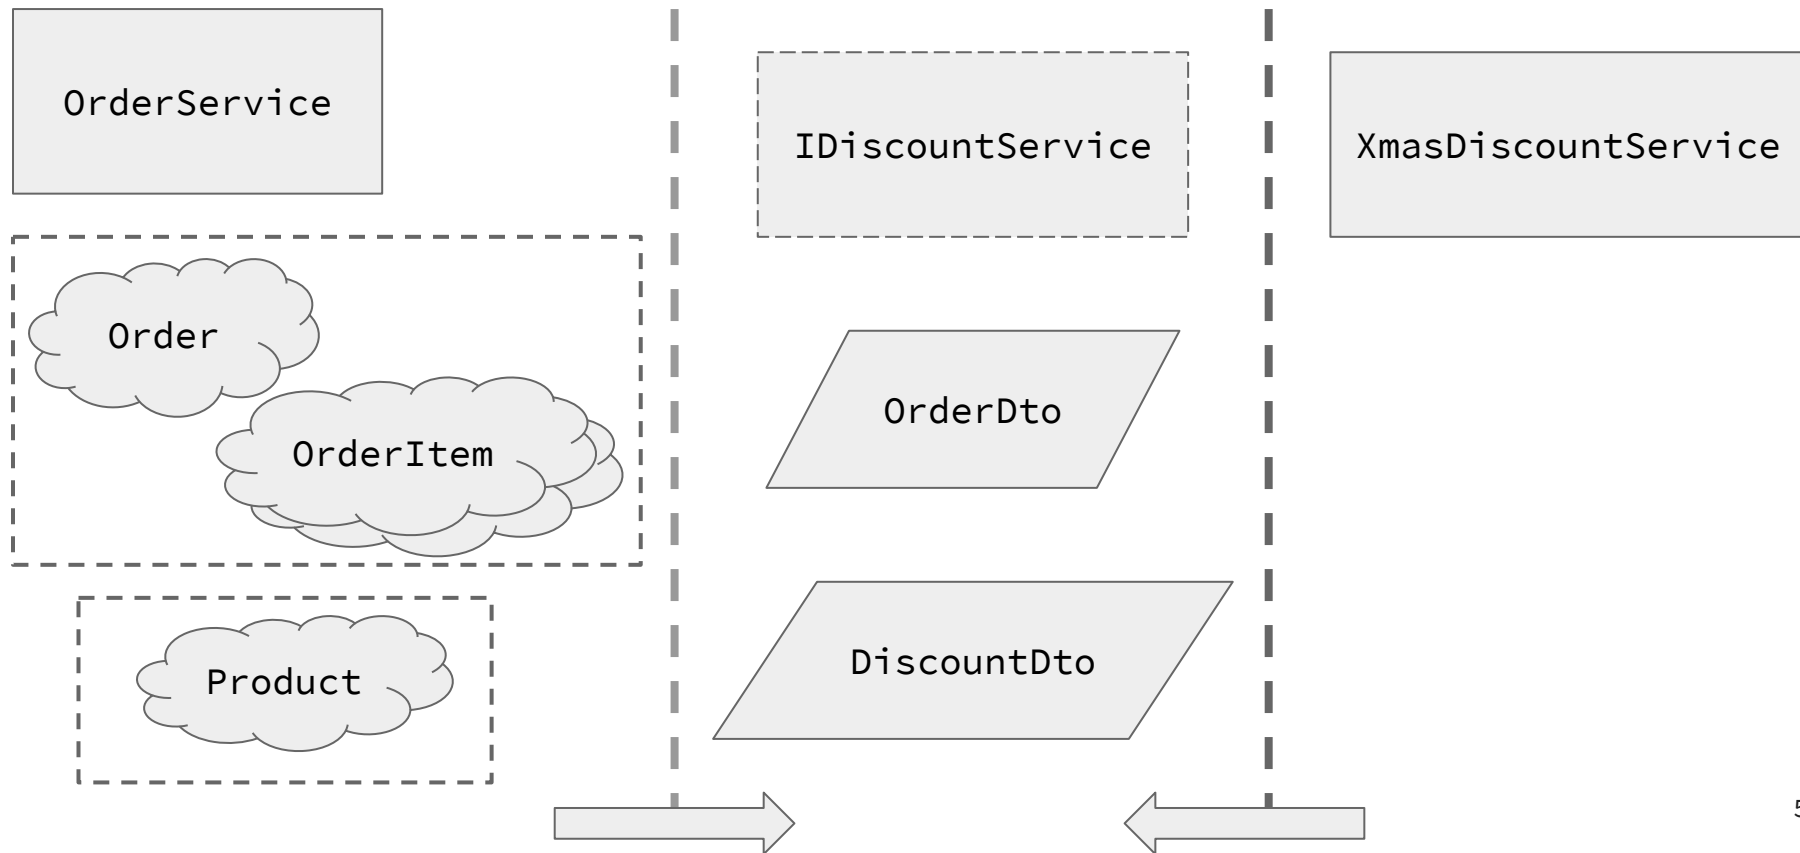 OrderService
IDiscountService
XmasDiscountService
Order
OrderItem
OrderDto
Product
DiscountDto